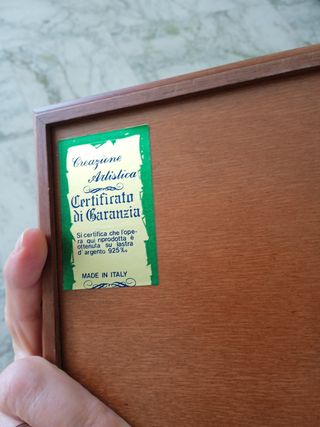 Creazione
Artistica
Certificato
di Garanzia
Si certifica che l'ope-
ra qui riprodotta è
ottenuta su lastra
d'argento 925‰
MADE IN ITALY